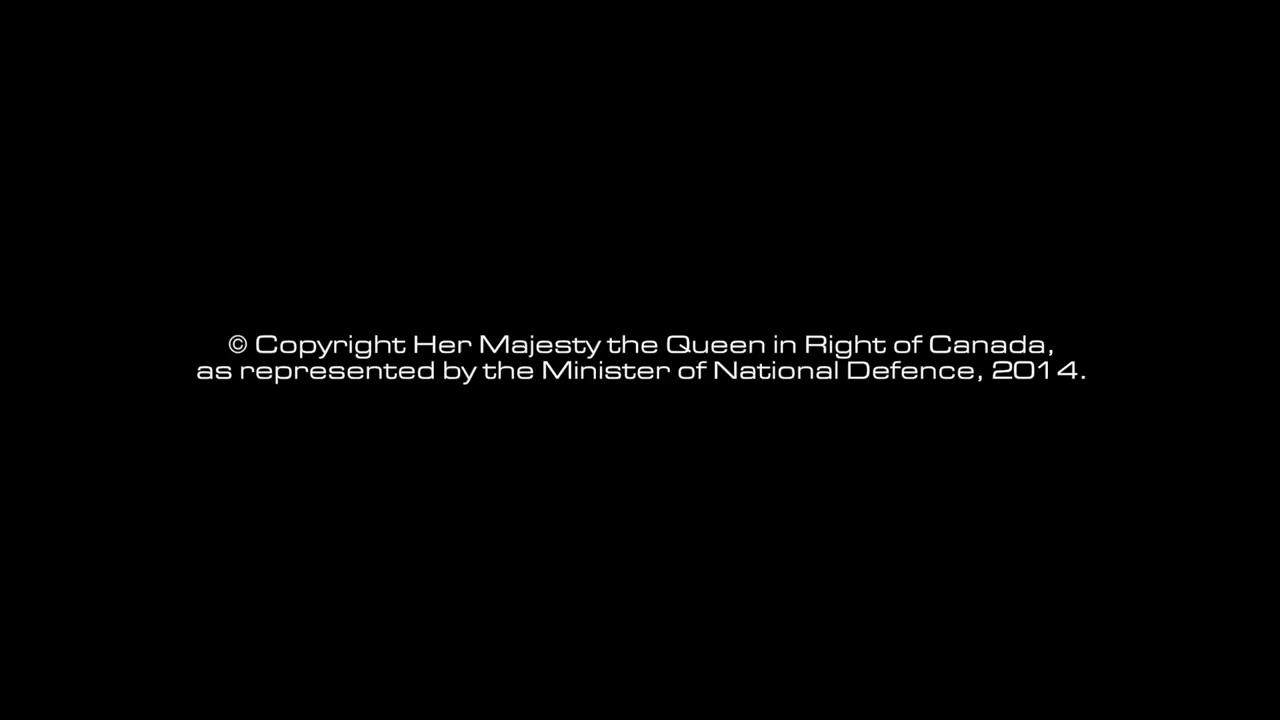 © Copyright Her Majesty the Queen in Right of Canada,
as represented by the Minister of National Defence, 2014.